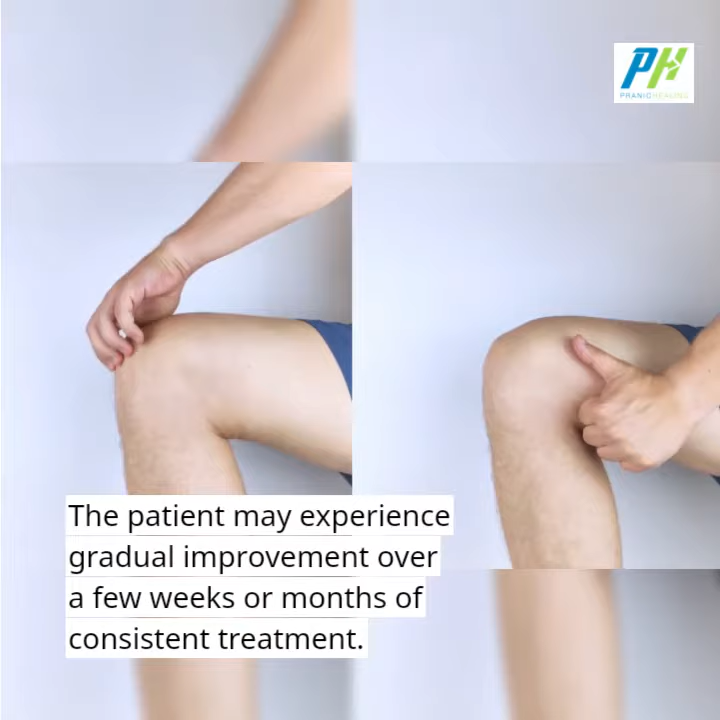 PH
PRANIC HEALING
The patient may experience
gradual improvement over
a few weeks or months of
consistent treatment.